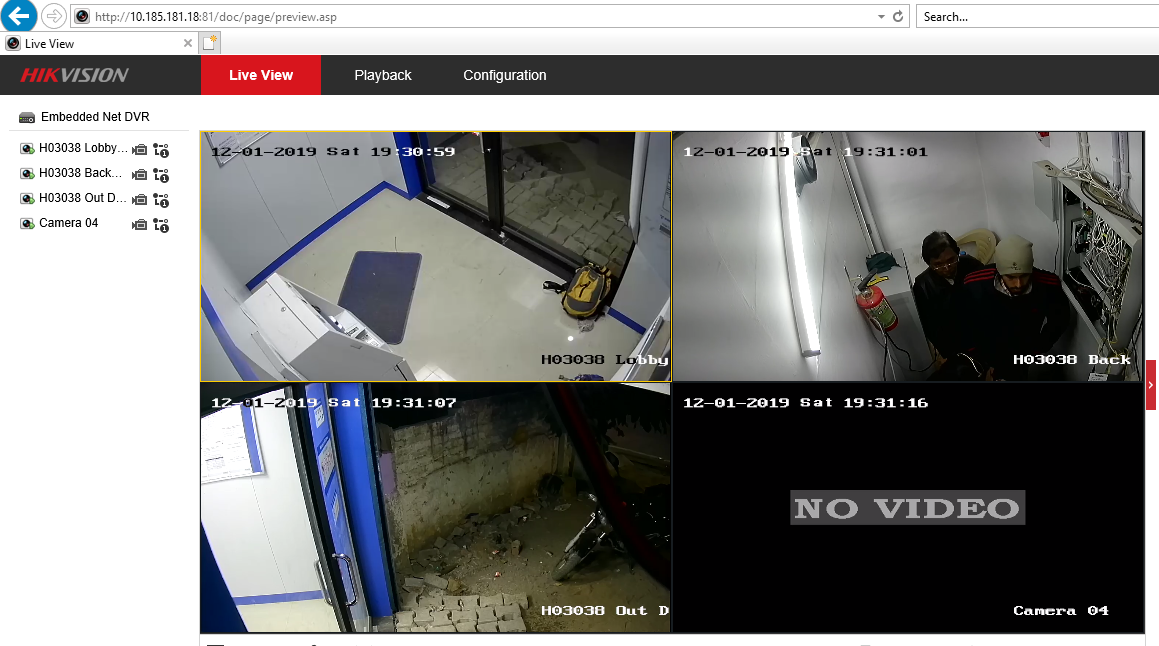 http://10.185.181.18:81/doc/page/preview.asp
Search...
Live View
HIKVISION
Live View
Playback
Configuration
Embedded Net DVR
H03038 Lobby...
H03038 Back...
H03038 Out D...
Camera 04
12-01-2019 Sat 19:30:59
H03038 Lobby
12-01-2019 Sat 19:31:01
H03038 Back
12-01-2019 Sat 19:31:07
H03038 Out D
12-01-2019 Sat 19:31:16
NO VIDEO
Camera 04